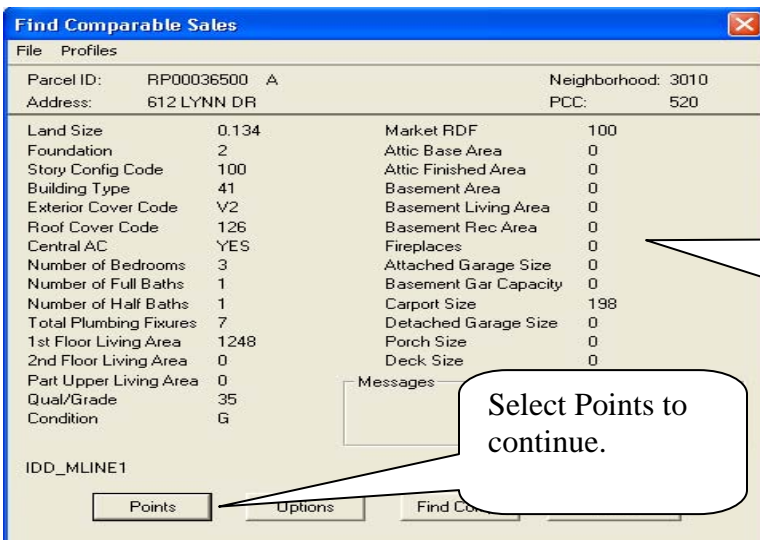 Find Comparable Sales
File Profiles
Parcel ID: RP00036500 A Neighborhood: 3010
Address: 612 LYNN DR PCC: 520
Land Size 0.134 Market RDF 100
Foundation 2 Attic Base Area 0
Story Config Code 100 Attic Finished Area 0
Building Type 41 Basement Area 0
Exterior Cover Code V2 Basement Living Area 0
Roof Cover Code 126 Basement Rec Area 0
Central AC YES Fireplaces 0
Number of Bedrooms 3 Attached Garage Size 0
Number of Full Baths 1 Basement Gar Capacity 0
Number of Half Baths 1 Carport Size 198
Total Plumbing Fixures 7 Detached Garage Size 0
1st Floor Living Area 1248 Porch Size 0
2nd Floor Living Area 0 Deck Size 0
Part Upper Living Area 0 Messages
Qual/Grade 35
Condition G
Select Points to
continue.
IDD_MLINE1
Points Options Find